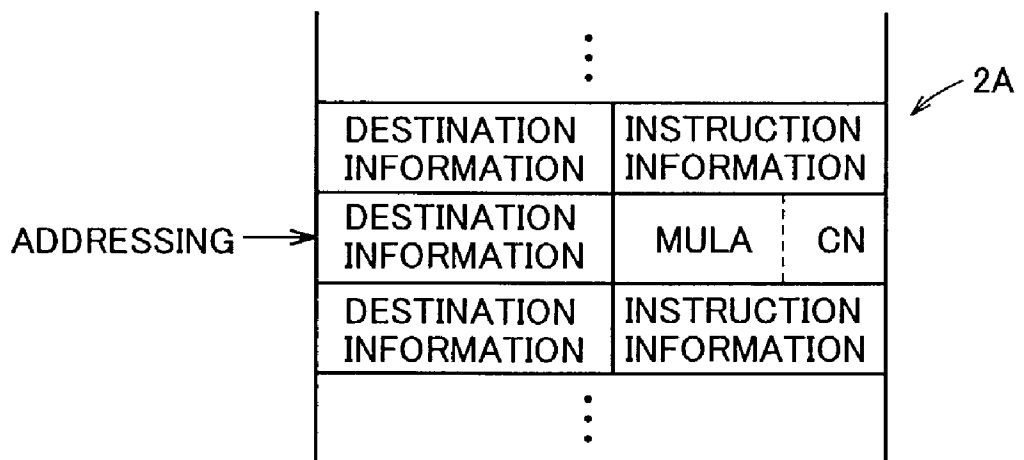 2A
DESTINATION INFORMATION
INSTRUCTION INFORMATION
ADDRESSING
DESTINATION INFORMATION
MULA
CN
DESTINATION INFORMATION
INSTRUCTION INFORMATION